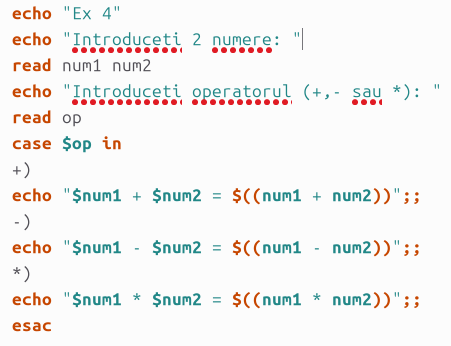 echo "Ex 4"
echo "Introduceti 2 numere: "
read num1 num2
echo "Introduceti operatorul (+,- sau *): "
read op
case $op in
+)
echo "$num1 + $num2 = $((num1 + num2))";;
-)
echo "$num1 - $num2 = $((num1 - num2))";;
*)
echo "$num1 * $num2 = $((num1 * num2))";;
esac